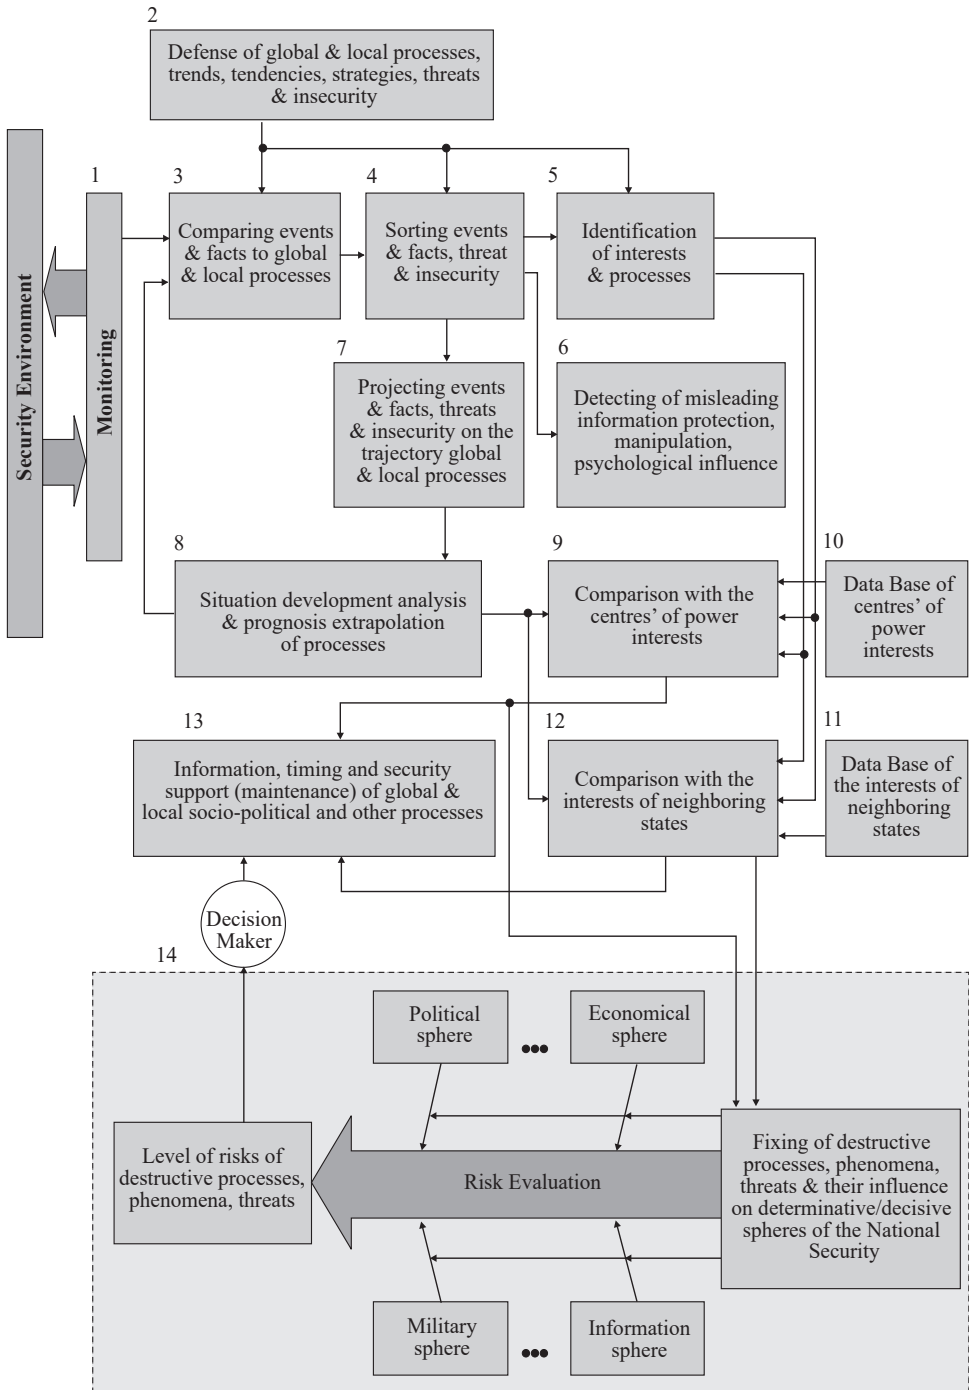 2
Defense of global & local processes,
trends, tendencies, strategies, threats
& insecurity
Security Environment
1
Monitoring
3
Comparing events
& facts to global
& local processes
4
Sorting events
& facts, threat
& insecurity
5
Identification
of interests
& processes
7
Projecting events
& facts, threats
& insecurity on the
trajectory global
& local processes
6
Detecting of misleading
information protection,
manipulation,
psychological influence
8
Situation development analysis
& prognosis extrapolation
of processes
9
Comparison with the
centres’ of power
interests
10
Data Base of
centres’ of
power
interests
13
Information, timing and security
support (maintenance) of global &
local socio-political and other processes
12
Comparison with the
interests of neighboring
states
11
Data Base of
the interests of
neighboring
states
Decision
Maker
14
Political
sphere
Economical
sphere
Level of risks of
destructive processes,
phenomena, threats
Risk Evaluation
Fixing of destructive
processes, phenomena,
threats & their influence
on determinative/decisive
spheres of the National
Security
Military
sphere
Information
sphere